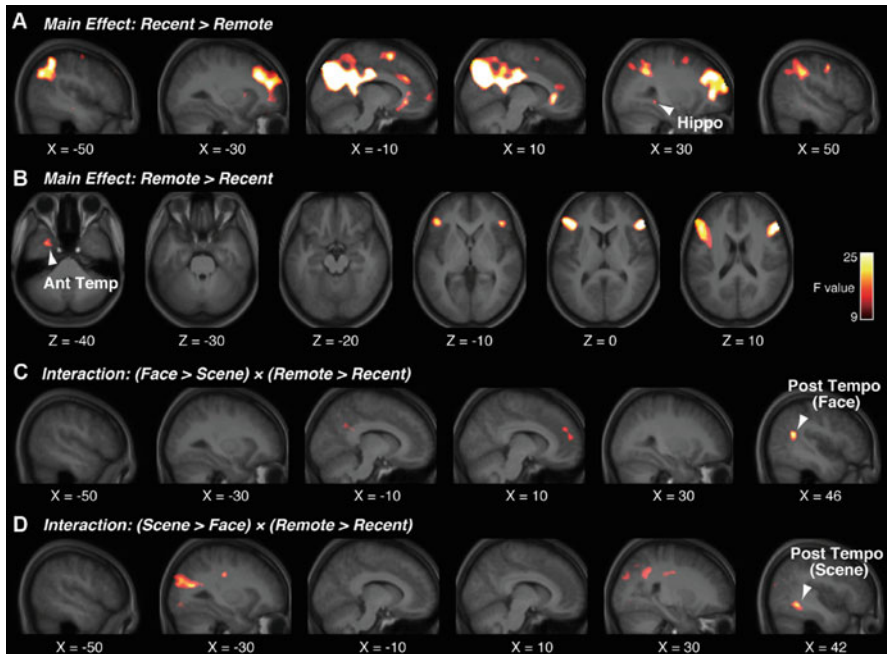 A Main Effect: Recent > Remote
Hippo
X = -50 X = -30 X = -10 X = 10 X = 30 X = 50
B Main Effect: Remote > Recent
Ant Temp
25
F value
9
Z = -40 Z = -30 Z = -20 Z = -10 Z = 0 Z = 10
C Interaction: (Face > Scene) × (Remote > Recent)
Post Tempo
(Face)
X = -50 X = -30 X = -10 X = 10 X = 30 X = 46
D Interaction: (Scene > Face) × (Remote > Recent)
Post Tempo
(Scene)
X = -50 X = -30 X = -10 X = 10 X = 30 X = 42